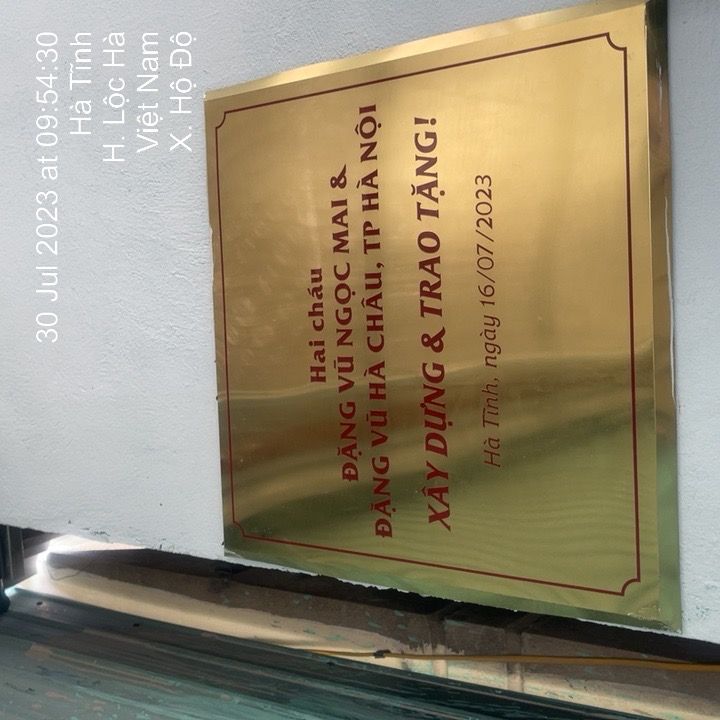 30 Jul 2023 at 09:54:30
Hà Tĩnh
H. Lộc Hà
Việt Nam
X. Hộ Độ
Hai cháu
ĐẶNG VŨ NGỌC MAI &
ĐẶNG VŨ HÀ CHÂU, TP HÀ NỘI
XÂY DỰNG & TRAO TẶNG!
Hà Tĩnh, ngày 16/07/2023